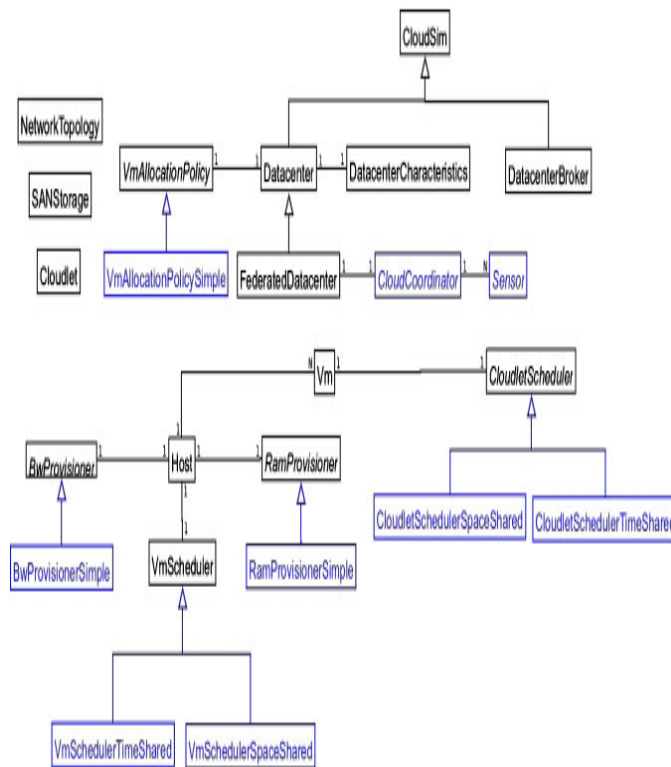 CloudSim
NetworkTopology
VmAllocationPolicy
1
1
Datacenter
1
1
DatacenterCharacteristics
DatacenterBroker
SANStorage
Cloudlet
VmAllocationPolicySimple
FederatedDatacenter
1
1
CloudCoordinator
1
N
Sensor
N
Vm
1
1
CloudletScheduler
1
BwProvisioner
1
1
Host
1
1
RamProvisioner
1
1
CloudletSchedulerSpaceShared
CloudletSchedulerTimeShared
BwProvisionerSimple
VmScheduler
RamProvisionerSimple
VmSchedulerTimeShared
VmSchedulerSpaceShared